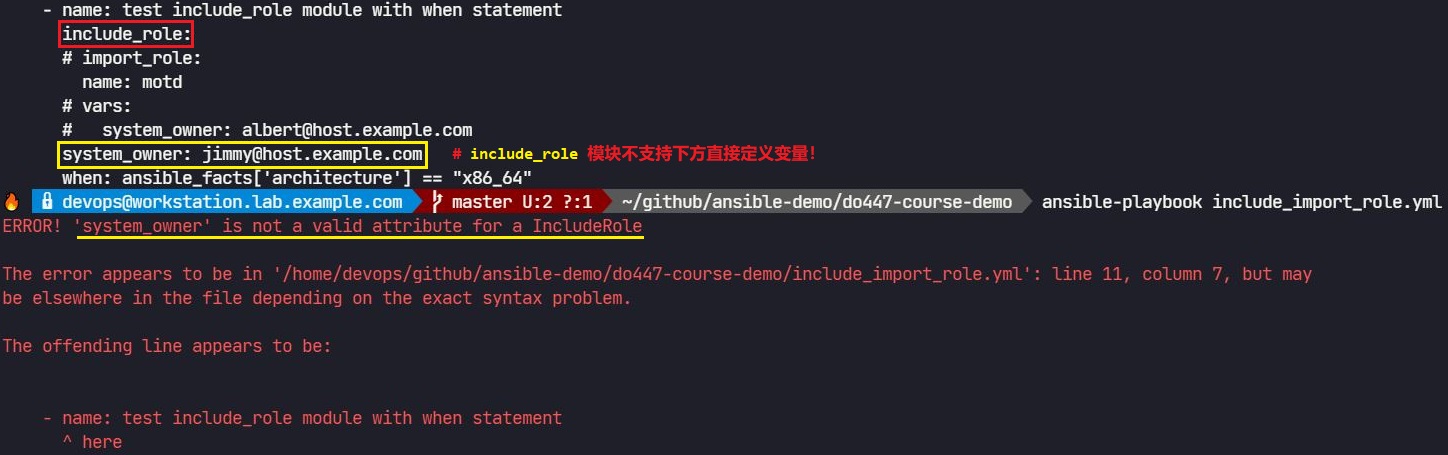 - name: test include_role module with when statement
include_role:
# import_role:
name: motd
# vars:
#   system_owner: albert@host.example.com
system_owner: jimmy@host.example.com   # include_role 模块不支持下方直接定义变量！
when: ansible_facts['architecture'] == "x86_64"
devops@workstation.lab.example.com master U:2 ?:1 ~/github/ansible-demo/do447-course-demo ansible-playbook include_import_role.yml
ERROR! 'system_owner' is not a valid attribute for a IncludeRole
The error appears to be in '/home/devops/github/ansible-demo/do447-course-demo/include_import_role.yml': line 11, column 7, but may
be elsewhere in the file depending on the exact syntax problem.
The offending line appears to be:
- name: test include_role module with when statement
^ here